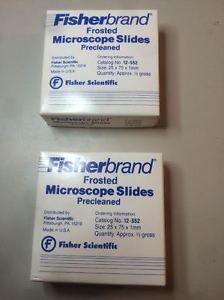 Fisherbrand
Frosted
Microscope Slides
Precleaned
Distributed by
Fisher Scientific
Pittsburgh, PA 15219
Made in U.S.A.
Ordering Information:
Catalog No. 12-552
Size: 25 x 75 x 1mm
Quantity: Approx. ½ gross
Fisher Scientific
Fisherbrand®
Frosted
Microscope Slides
Precleaned
Distributed by
Fisher Scientific
Pittsburgh, PA 15219
Made in U.S.A.
Ordering Information:
Catalog No. 12-552
Size: 25 x 75 x 1mm
Quantity: Approx. ½ gross
Fisher Scientific